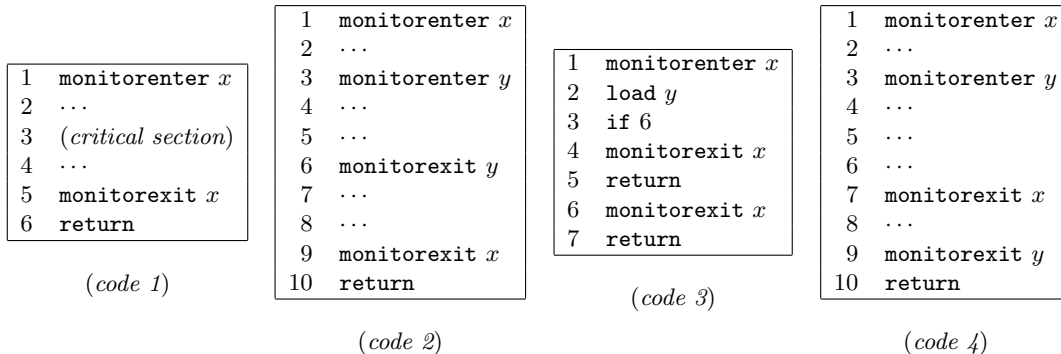 1 monitorenter x
2 ···
3 (critical section)
4 ···
5 monitorexit x
6 return
(code 1)
1 monitorenter x
2 ···
3 monitorenter y
4 ···
5 ···
6 monitorexit y
7 ···
8 ···
9 monitorexit x
10 return
(code 2)
1 monitorenter x
2 load y
3 if 6
4 monitorexit x
5 return
6 monitorexit x
7 return
(code 3)
1 monitorenter x
2 ···
3 monitorenter y
4 ···
5 ···
6 ···
7 monitorexit x
8 ···
9 monitorexit y
10 return
(code 4)